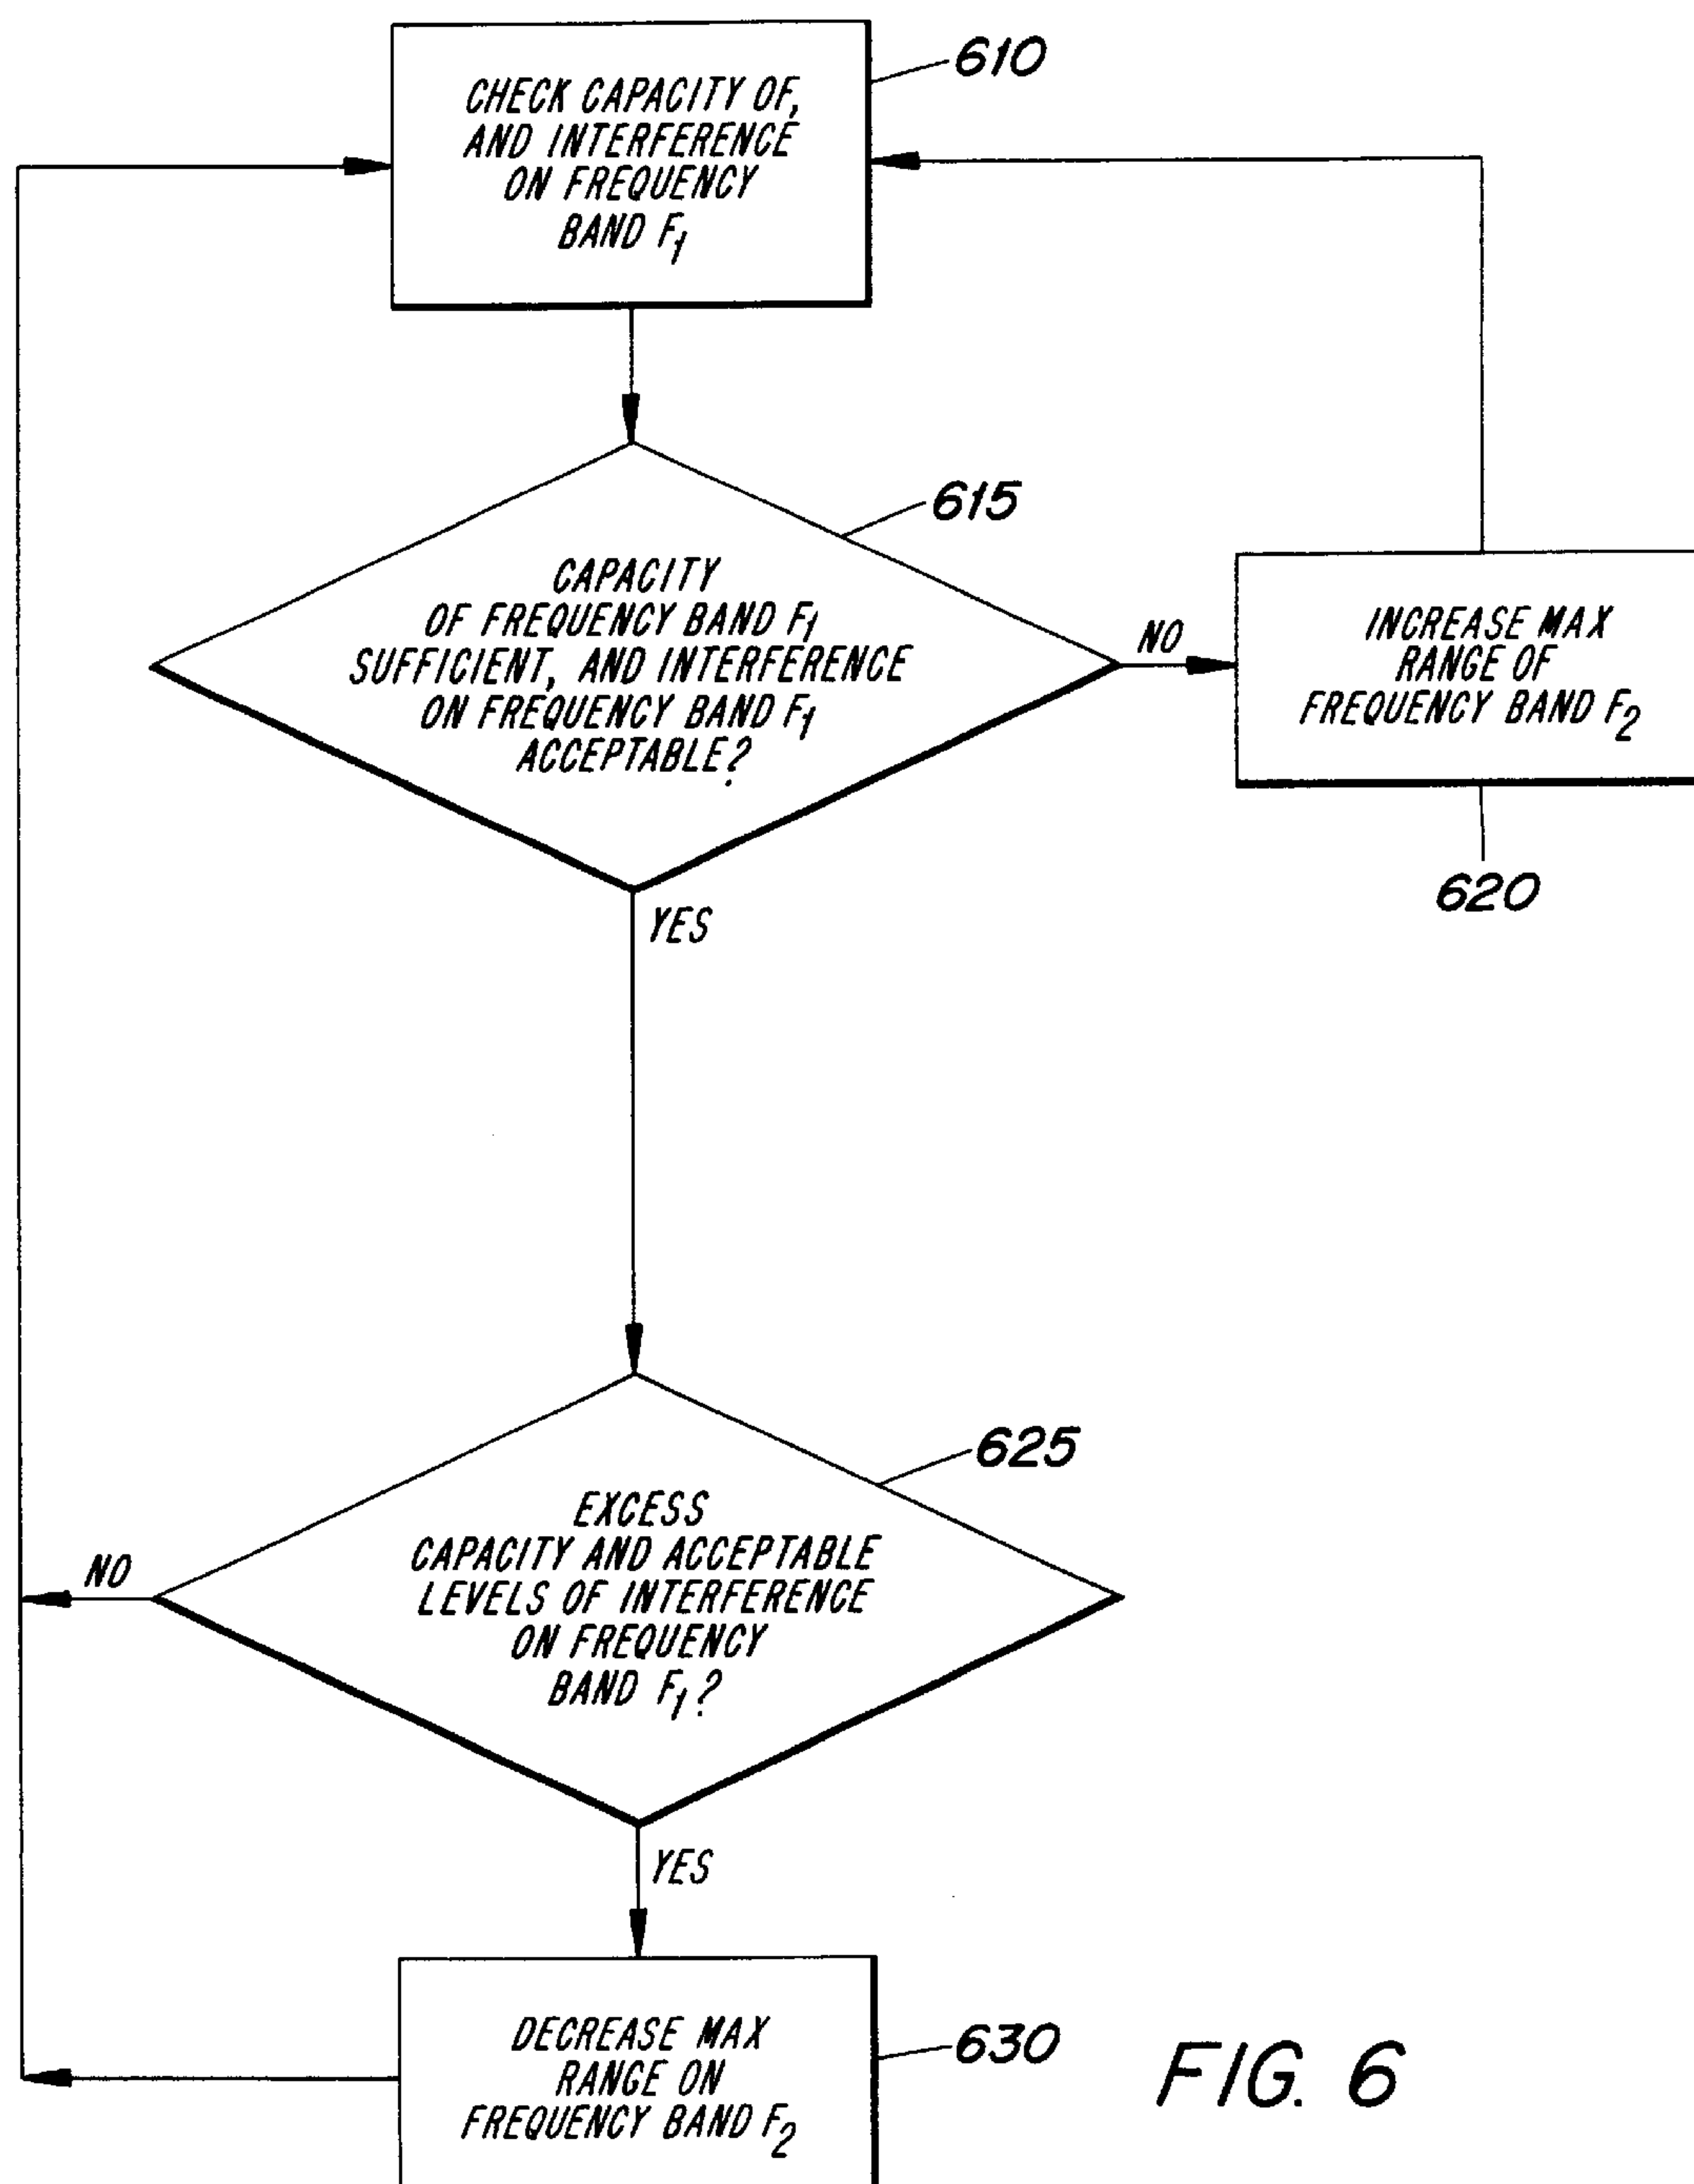 CHECK CAPACITY OF,
AND INTERFERENCE
ON FREQUENCY
BAND F1
610
CAPACITY
OF FREQUENCY BAND F1
SUFFICIENT, AND INTERFERENCE
ON FREQUENCY BAND F1
ACCEPTABLE?
615
NO
INCREASE MAX
RANGE OF
FREQUENCY BAND F2
620
YES
EXCESS
CAPACITY AND ACCEPTABLE
LEVELS OF INTERFERENCE
ON FREQUENCY
BAND F1?
625
NO
YES
DECREASE MAX
RANGE ON
FREQUENCY BAND F2
630
FIG. 6